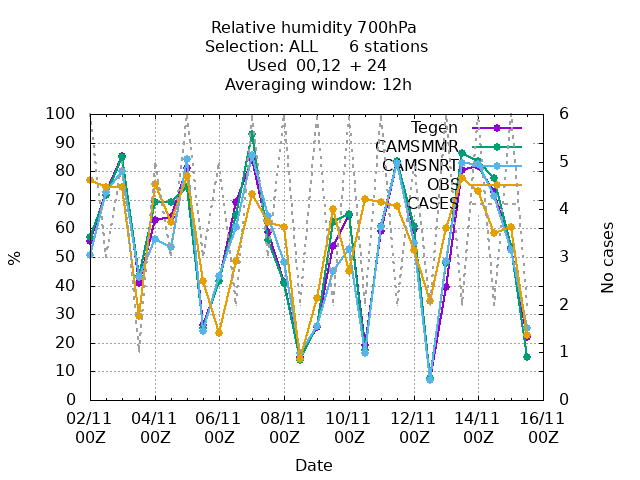 Relative humidity 700hPa
Selection: ALL 6 stations
Used 00,12 + 24
Averaging window: 12h
100
90
80
70
60
50
40
30
20
10
0
%
6
5
4
3
2
1
0
No cases
Tegen
CAMSMMR
CAMSNRT
OBS
CASES
02/11 04/11 06/11 08/11 10/11 12/11 14/11 16/11
00Z 00Z 00Z 00Z 00Z 00Z 00Z 00Z
Date